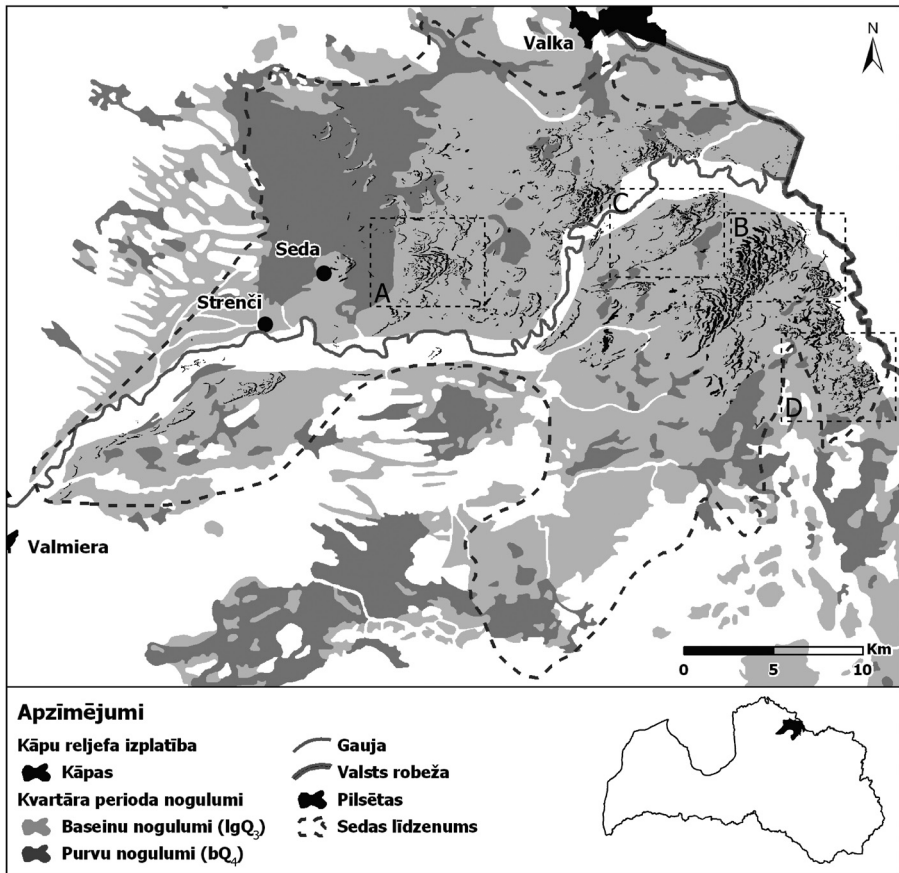 Valka
N
C
B
Seda
A
Strenči
D
Valmiera
Km
0 5 10
Apzīmējumi
Kāpu reljefa izplatība
Kāpas
Kvartāra perioda nogulumi
Baseinu nogulumi (lgQ3)
Purvu nogulumi (bQ4)
Gauja
Valsts robeža
Pilsētas
Sedas līdzenums